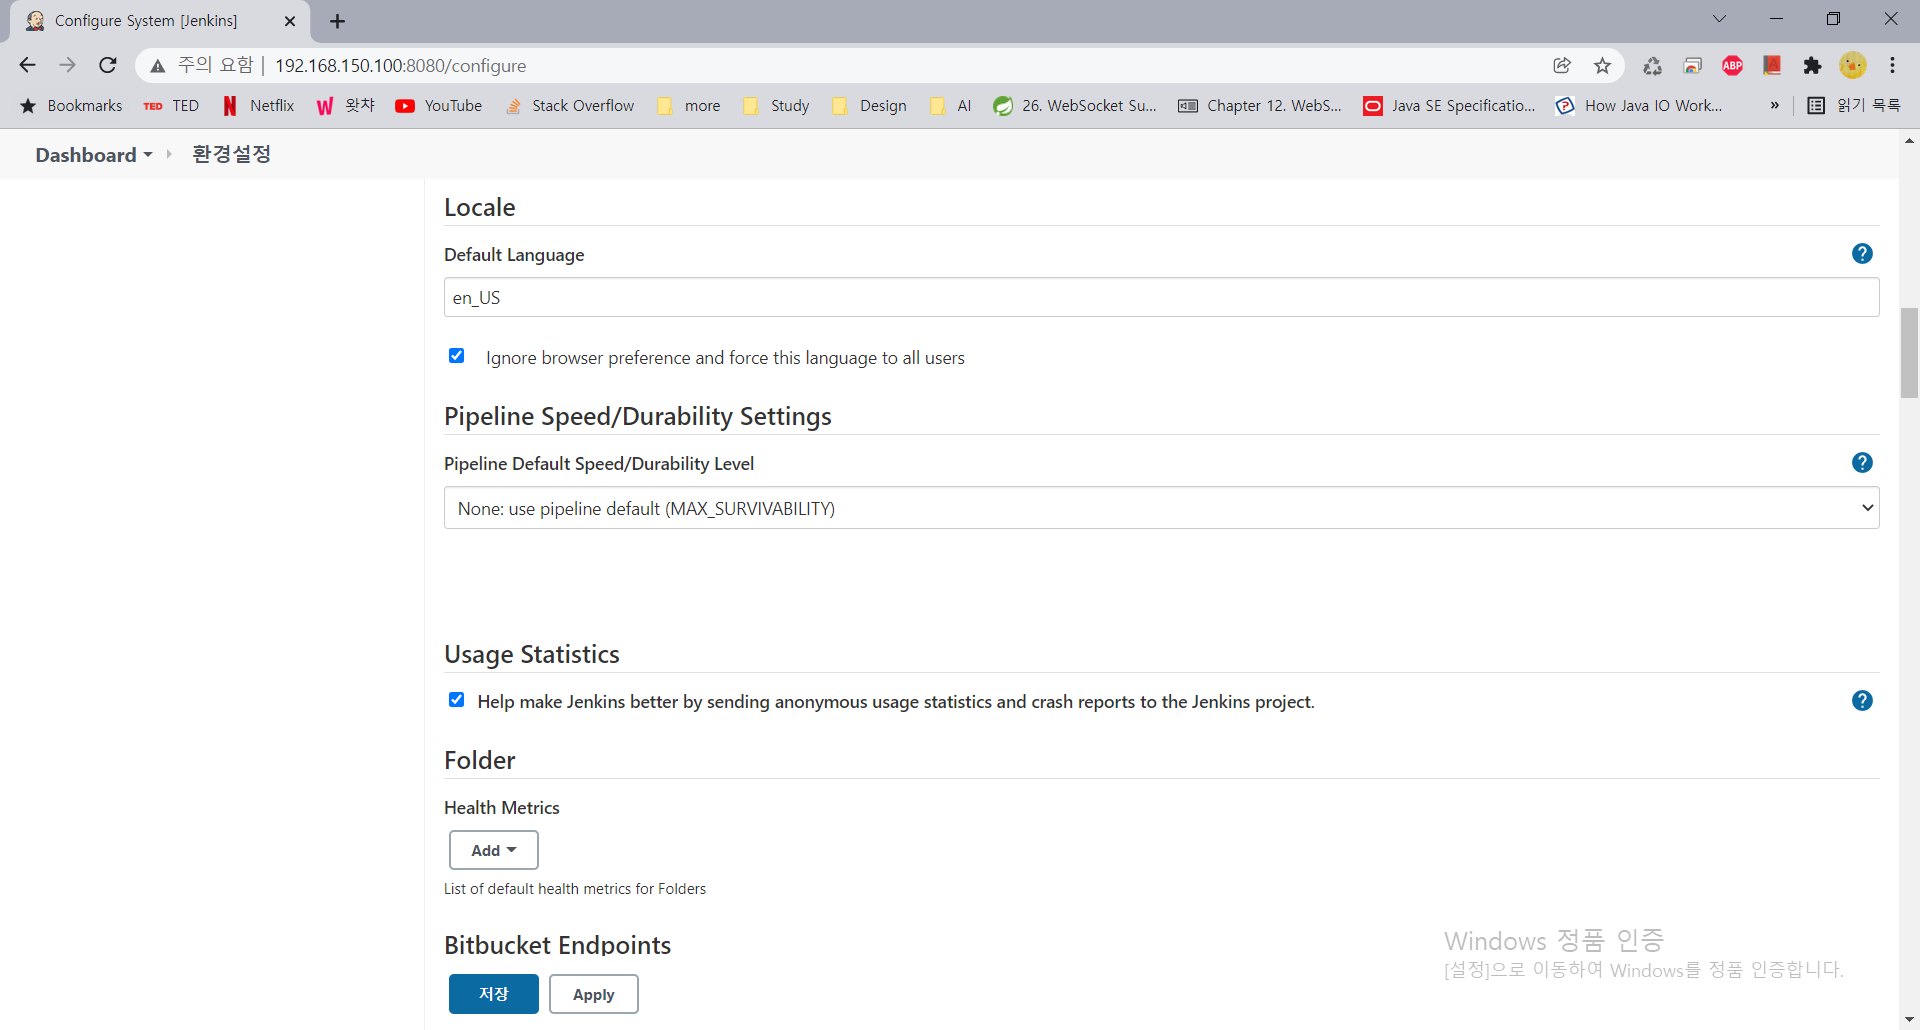 Configure System [Jenkins]
주의 요함 | 192.168.150.100:8080/configure
ABP
Bookmarks TED TED Netflix 왓챠 YouTube Stack Overflow more Study Design AI 26. WebSocket Su... Chapter 12. WebS... Java SE Specificatio... How Java IO Work... » 읽기 목록
Dashboard 환경설정
Locale
Default Language
en_US
Ignore browser preference and force this language to all users
Pipeline Speed/Durability Settings
Pipeline Default Speed/Durability Level
None: use pipeline default (MAX_SURVIVABILITY)
Usage Statistics
Help make Jenkins better by sending anonymous usage statistics and crash reports to the Jenkins project.
Folder
Health Metrics
Add
List of default health metrics for Folders
Bitbucket Endpoints
Windows 정품 인증
[설정]으로 이동하여 Windows를 정품 인증합니다.
저장 Apply